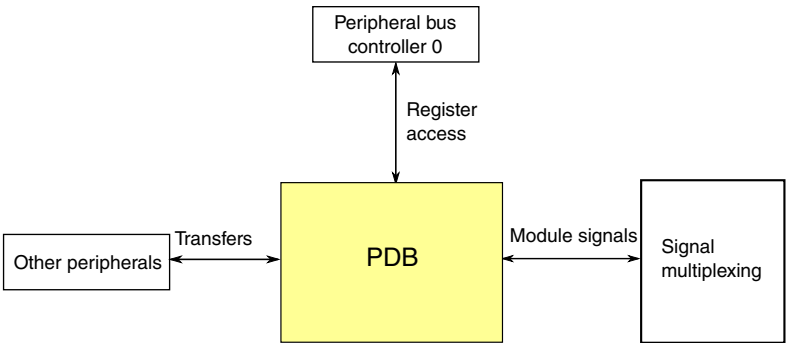 Peripheral bus
controller 0
Register
access
Transfers
Other peripherals
PDB
Module signals
Signal
multiplexing